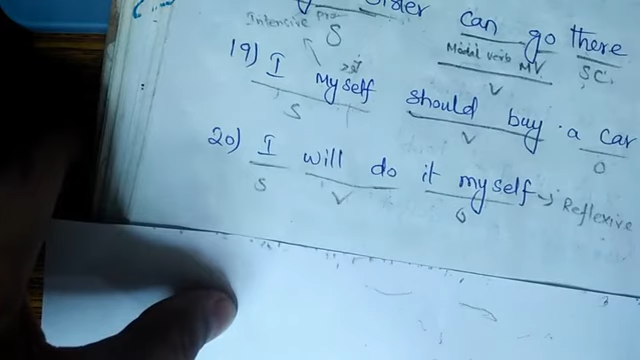 Sister can go there
Intensive pro S Modal verb MV SC
V
19) I myself should buy a car
S V O
20) I will do it myself → Reflexive
S V O